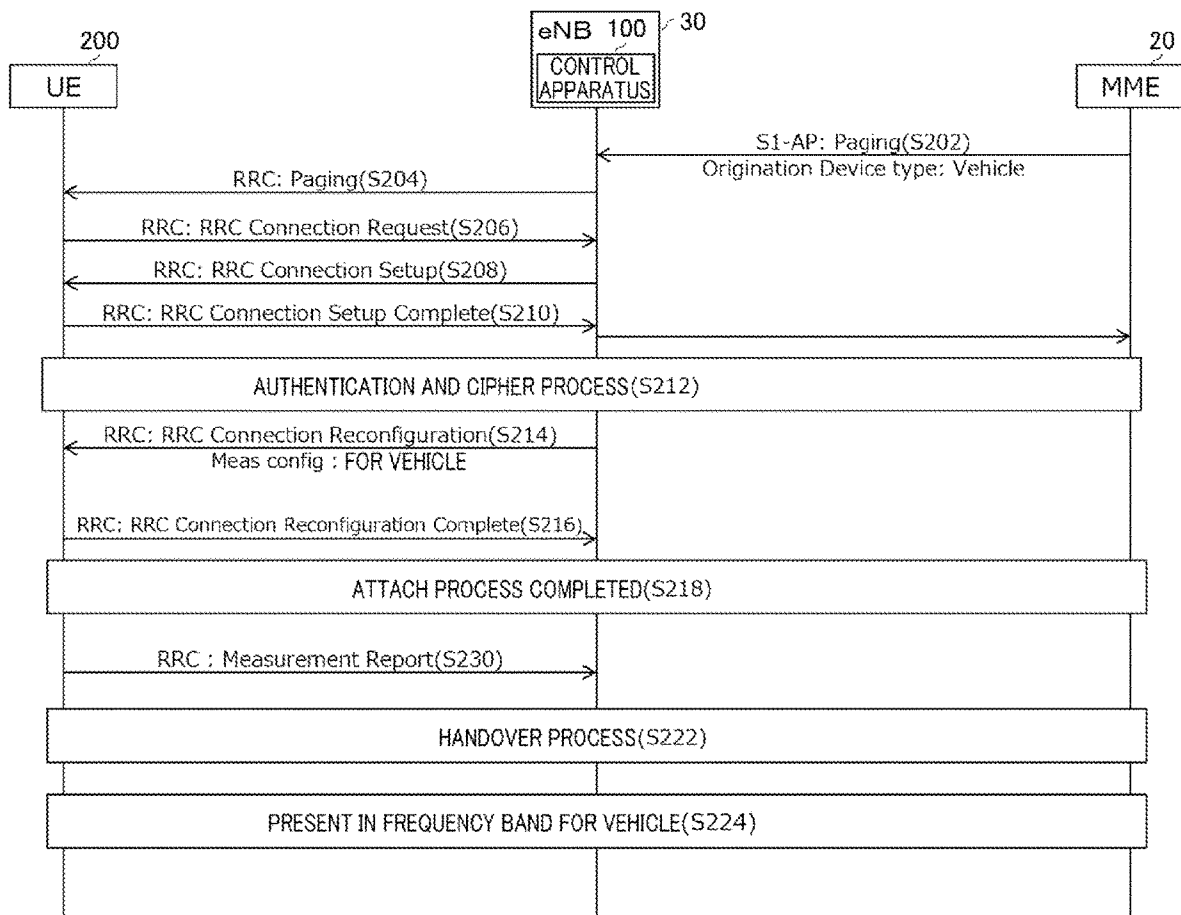 200
UE
eNB 100
30
CONTROL
APPARATUS
20
MME
S1-AP: Paging(S202)
Origination Device type: Vehicle
RRC: Paging(S204)
RRC: RRC Connection Request(S206)
RRC: RRC Connection Setup(S208)
RRC: RRC Connection Setup Complete(S210)
AUTHENTICATION AND CIPHER PROCESS(S212)
RRC: RRC Connection Reconfiguration(S214)
Meas config : FOR VEHICLE
RRC: RRC Connection Reconfiguration Complete(S216)
ATTACH PROCESS COMPLETED(S218)
RRC : Measurement Report(S230)
HANDOVER PROCESS(S222)
PRESENT IN FREQUENCY BAND FOR VEHICLE(S224)